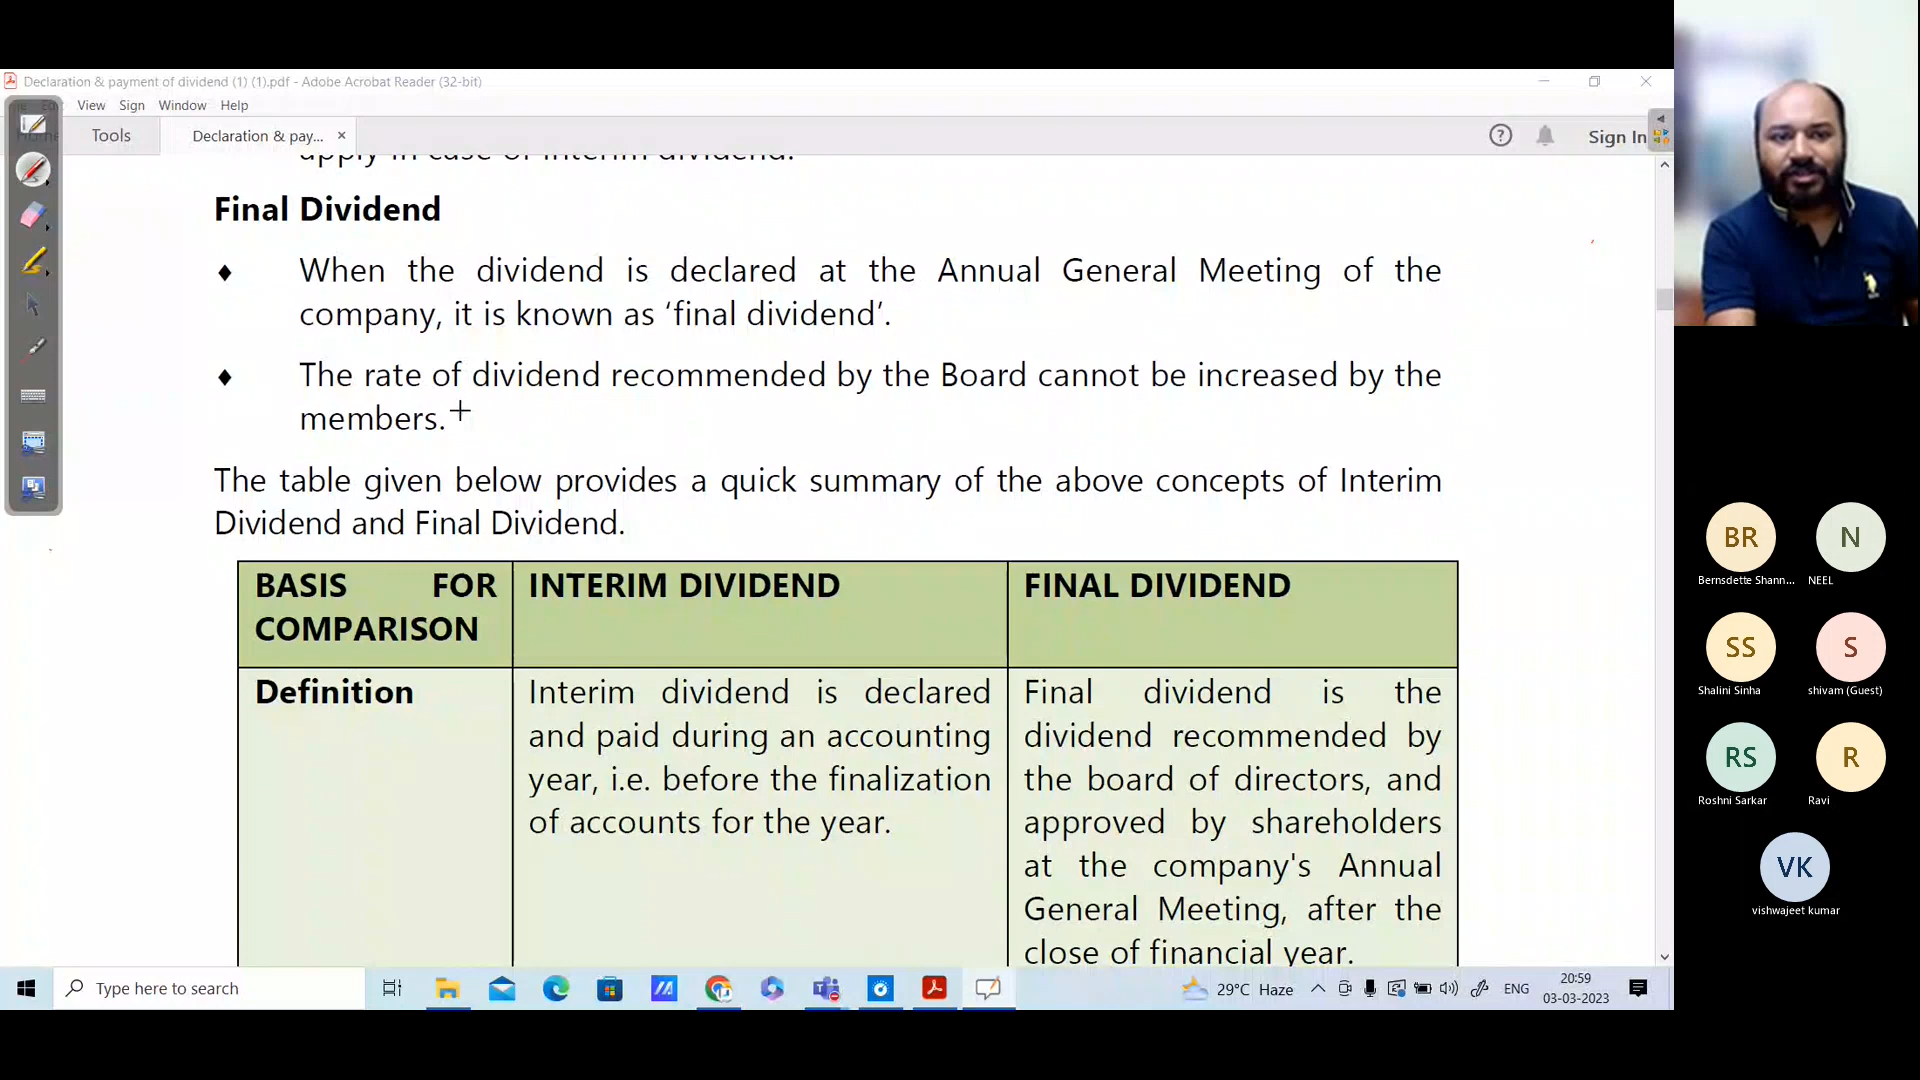 Declaration & payment of dividend (1) (1).pdf - Adobe Acrobat Reader (32-bit)
View Sign Window Help
Tools
Declaration & pay... ×
Sign In
apply in case of interim dividend.
Final Dividend
♦ When the dividend is declared at the Annual General Meeting of the
company, it is known as ‘final dividend’.
♦ The rate of dividend recommended by the Board cannot be increased by the
members.
The table given below provides a quick summary of the above concepts of Interim
Dividend and Final Dividend.
BASIS FOR
COMPARISON
INTERIM DIVIDEND
FINAL DIVIDEND
Definition
Interim dividend is declared
and paid during an accounting
year, i.e. before the finalization
of accounts for the year.
Final dividend is the
dividend recommended by
the board of directors, and
approved by shareholders
at the company's Annual
General Meeting, after the
close of financial year.
BR
Bernsdette Shann...
N
NEEL
SS
Shalini Sinha
S
shivam (Guest)
RS
Roshni Sarkar
R
Ravi
VK
vishwajeet kumar
Type here to search
29°C Haze
ENG
20:59
03-03-2023